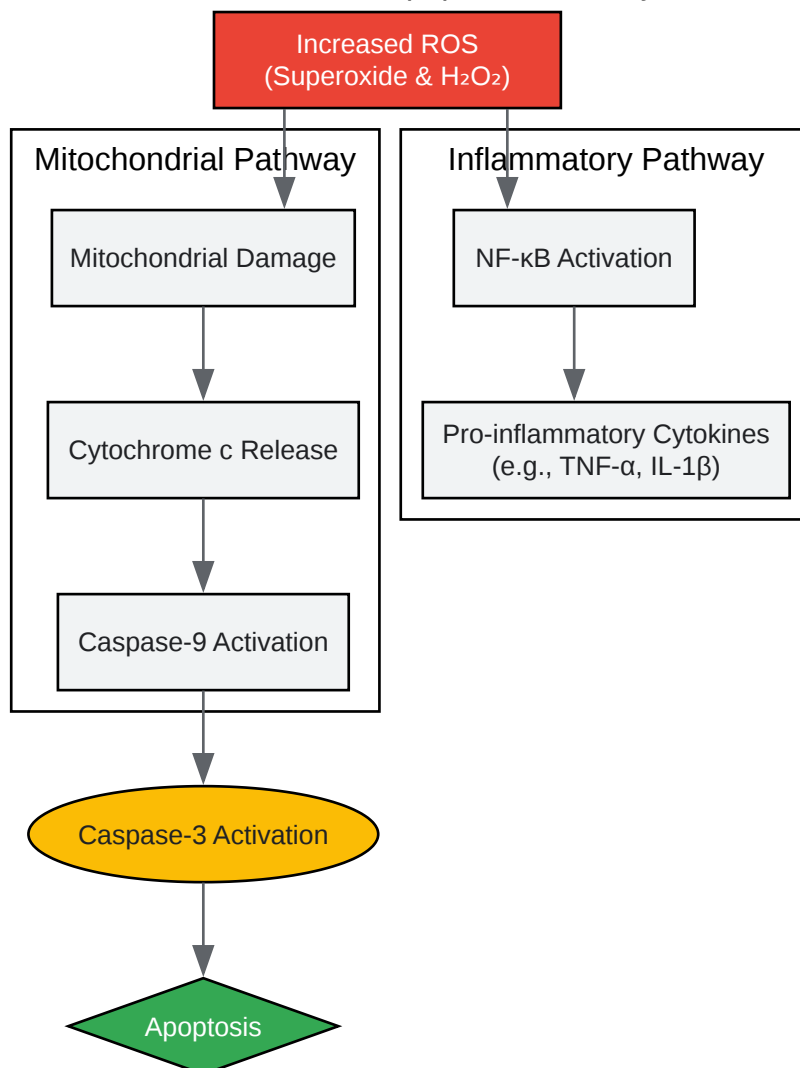 Increased ROS
(Superoxide & H₂O₂)
Mitochondrial Pathway
Inflammatory Pathway
Mitochondrial Damage
NF-κB Activation
Cytochrome c Release
Pro-inflammatory Cytokines
(e.g., TNF-α, IL-1β)
Caspase-9 Activation
Caspase-3 Activation
Apoptosis